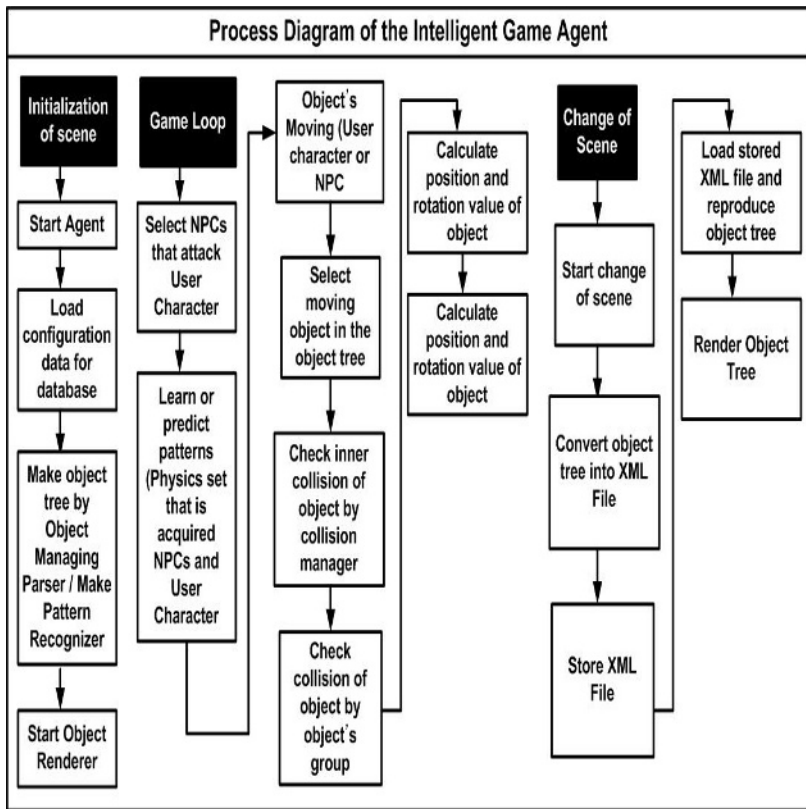 Process Diagram of the Intelligent Game Agent
Initialization
of scene
Start Agent
Load
configuration
data for
database
Make object
tree by
Object
Managing
Parser / Make
Pattern
Recognizer
Start Object
Renderer
Game Loop
Select NPCs
that attack
User
Character
Learn or
predict
patterns
(Physics set
that is
acquired
NPCs and
User
Character
Object's
Moving (User
character or
NPC
Select
moving
object in the
object tree
Check inner
collision of
object by
collision
manager
Check
collision of
object by
object's
group
Calculate
position and
rotation value of
object
Calculate
position and
rotation value of
object
Change of
Scene
Start change
of scene
Convert object
tree into XML
File
Store XML
File
Load stored
XML file and
reproduce
object tree
Render Object
Tree